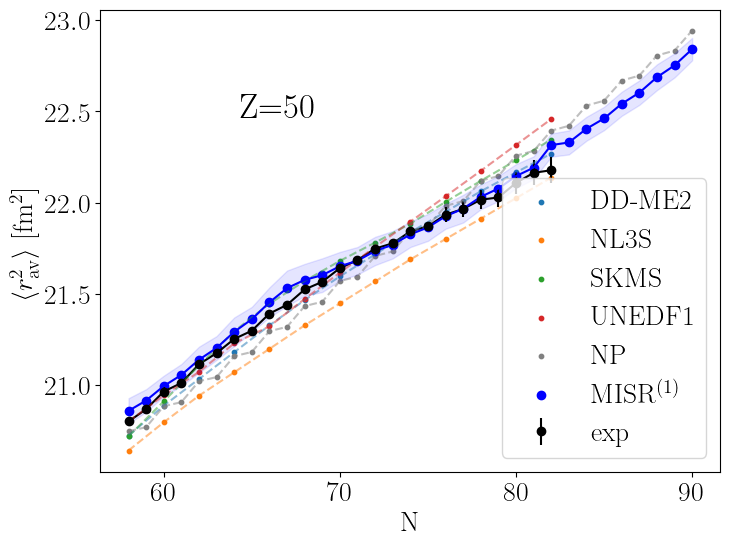 23.0
22.5
22.0
21.5
21.0
⟨r²av⟩ [fm²]
Z=50
DD-ME2
NL3S
SKMS
UNEDF1
NP
MISR⁽¹⁾
exp
60 70 80 90
N